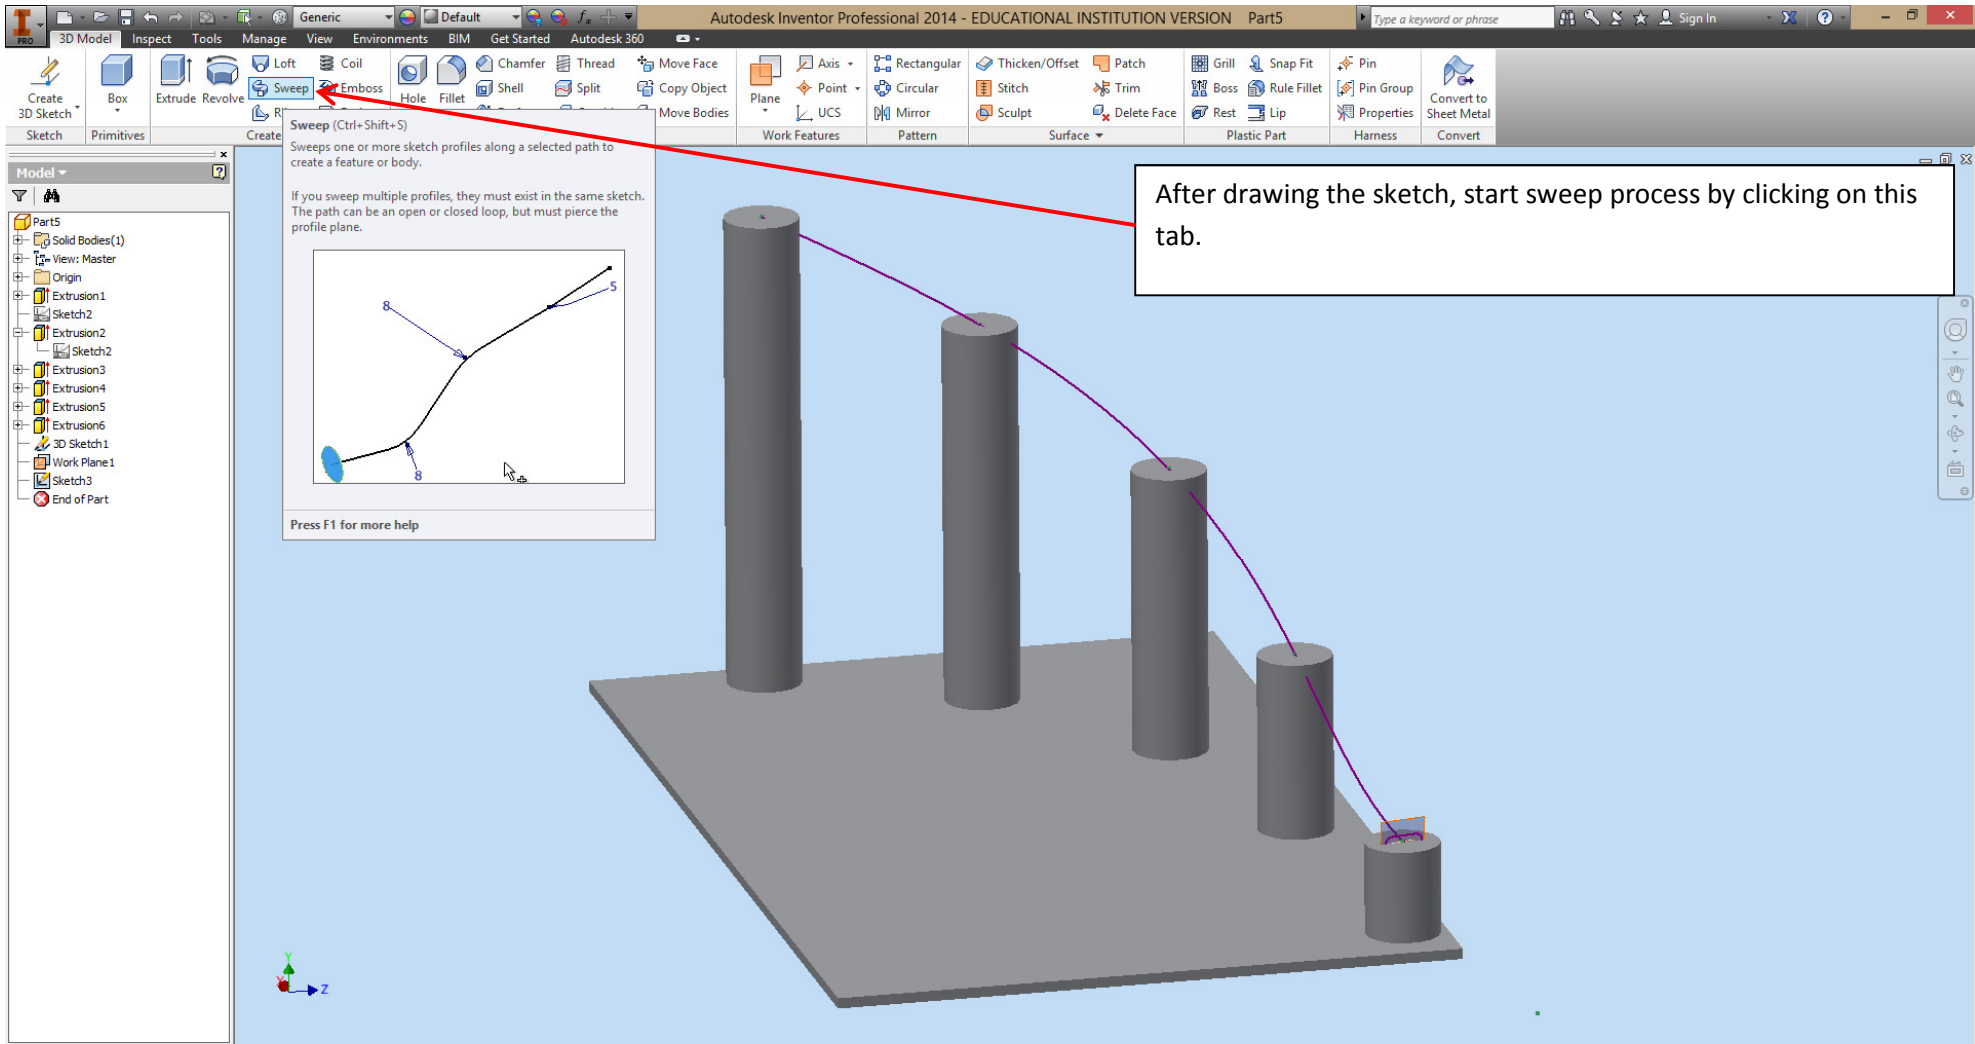 Generic
Default
Autodesk Inventor Professional 2014 - EDUCATIONAL INSTITUTION VERSION Part5
Type a keyword or phrase
Sign In
PRO
3D Model Inspect Tools Manage View Environments BIM Get Started Autodesk 360
Create
3D Sketch
Sketch
Box
Primitives
Extrude
Revolve
Loft
Sweep
Coil
Emboss
Create
Hole
Fillet
Chamfer
Shell
Thread
Split
Move Face
Copy Object
Move Bodies
Plane
Axis
Point
UCS
Work Features
Rectangular
Circular
Mirror
Pattern
Thicken/Offset
Stitch
Sculpt
Patch
Trim
Delete Face
Surface
Grill
Boss
Rest
Snap Fit
Rule Fillet
Lip
Plastic Part
Pin
Pin Group
Properties
Harness
Convert to
Sheet Metal
Convert
Sweep (Ctrl+Shift+S)
Sweeps one or more sketch profiles along a selected path to
create a feature or body.
If you sweep multiple profiles, they must exist in the same sketch.
The path can be an open or closed loop, but must pierce the
profile plane.
8
5
8
Press F1 for more help
Model
Part5
Solid Bodies(1)
View: Master
Origin
Extrusion1
Sketch2
Extrusion2
Sketch2
Extrusion3
Extrusion4
Extrusion5
Extrusion6
3D Sketch1
Work Plane1
Sketch3
End of Part
After drawing the sketch, start sweep process by clicking on this
tab.
Y
Z